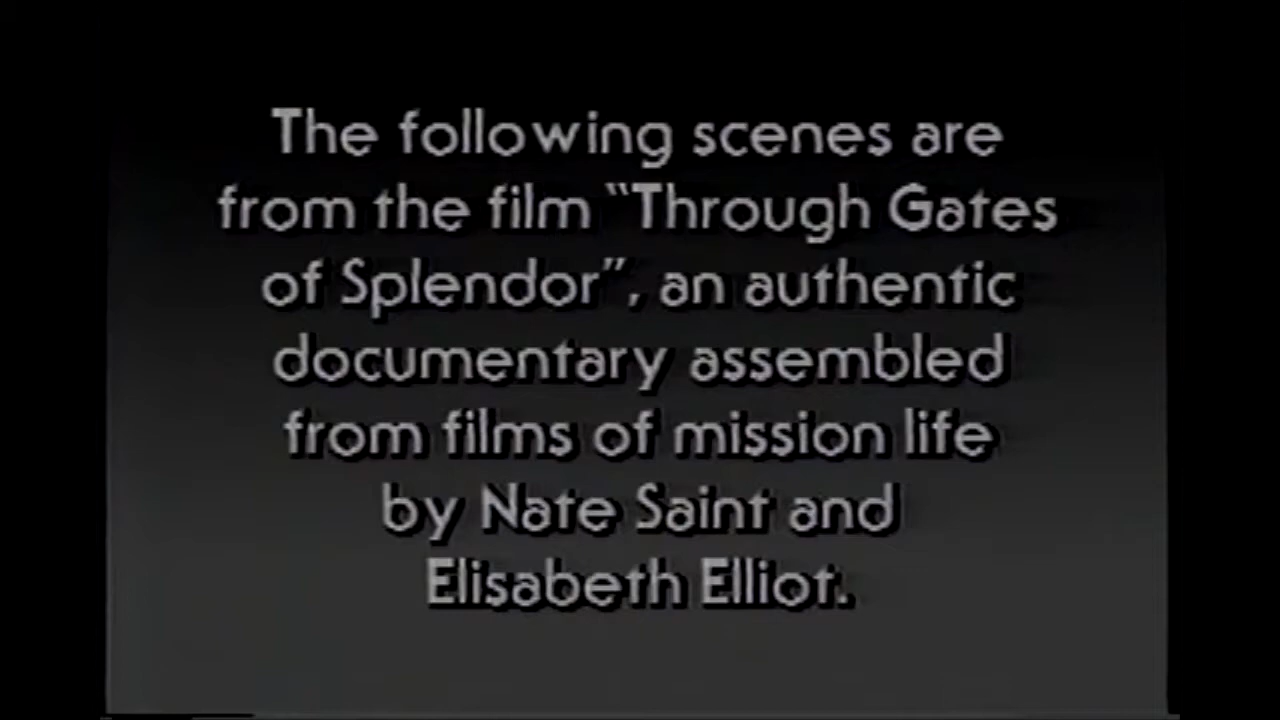 The following scenes are
from the film "Through Gates
of Splendor", an authentic
documentary assembled
from films of mission life
by Nate Saint and
Elisabeth Elliot.